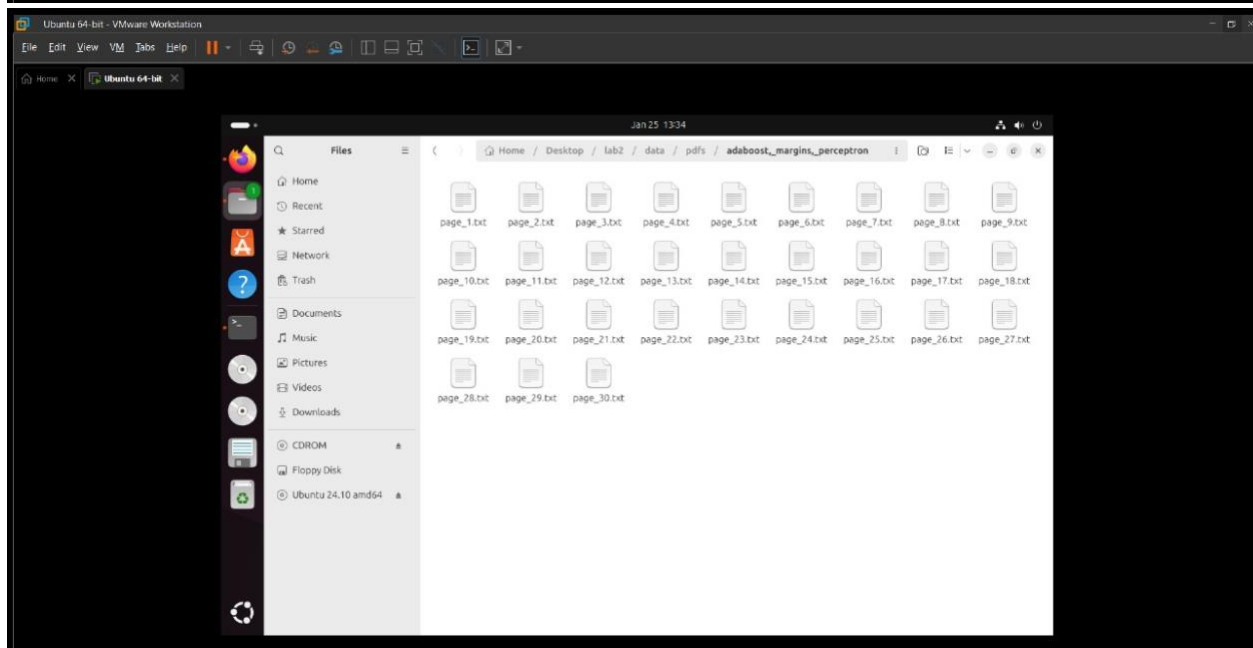 Ubuntu 64-bit - VMware Workstation
File Edit View VM Tabs Help
Home Ubuntu 64-bit
Jan 25 13:34
Files
Home / Desktop / lab2 / data / pdfs / adaboost,_margins,_perceptron
Home
Recent
Starred
Network
Trash
Documents
Music
Pictures
Videos
Downloads
CDROM
Floppy Disk
Ubuntu 24.10 amd64
1
page_1.txt page_2.txt page_3.txt page_4.txt page_5.txt page_6.txt page_7.txt page_8.txt page_9.txt
page_10.txt page_11.txt page_12.txt page_13.txt page_14.txt page_15.txt page_16.txt page_17.txt page_18.txt
page_19.txt page_20.txt page_21.txt page_22.txt page_23.txt page_24.txt page_25.txt page_26.txt page_27.txt
page_28.txt page_29.txt page_30.txt